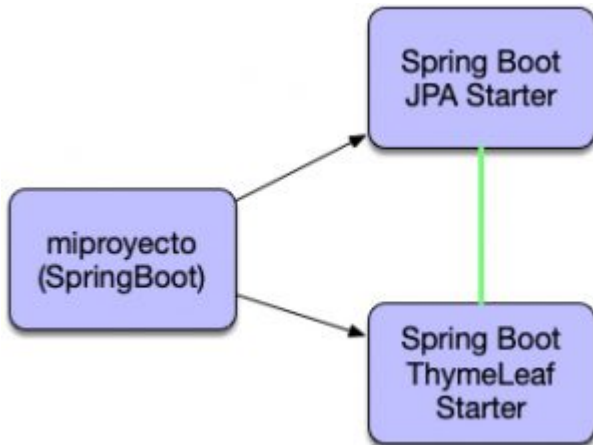 Spring Boot
JPA Starter
miproyecto
(SpringBoot)
Spring Boot
ThymeLeaf
Starter